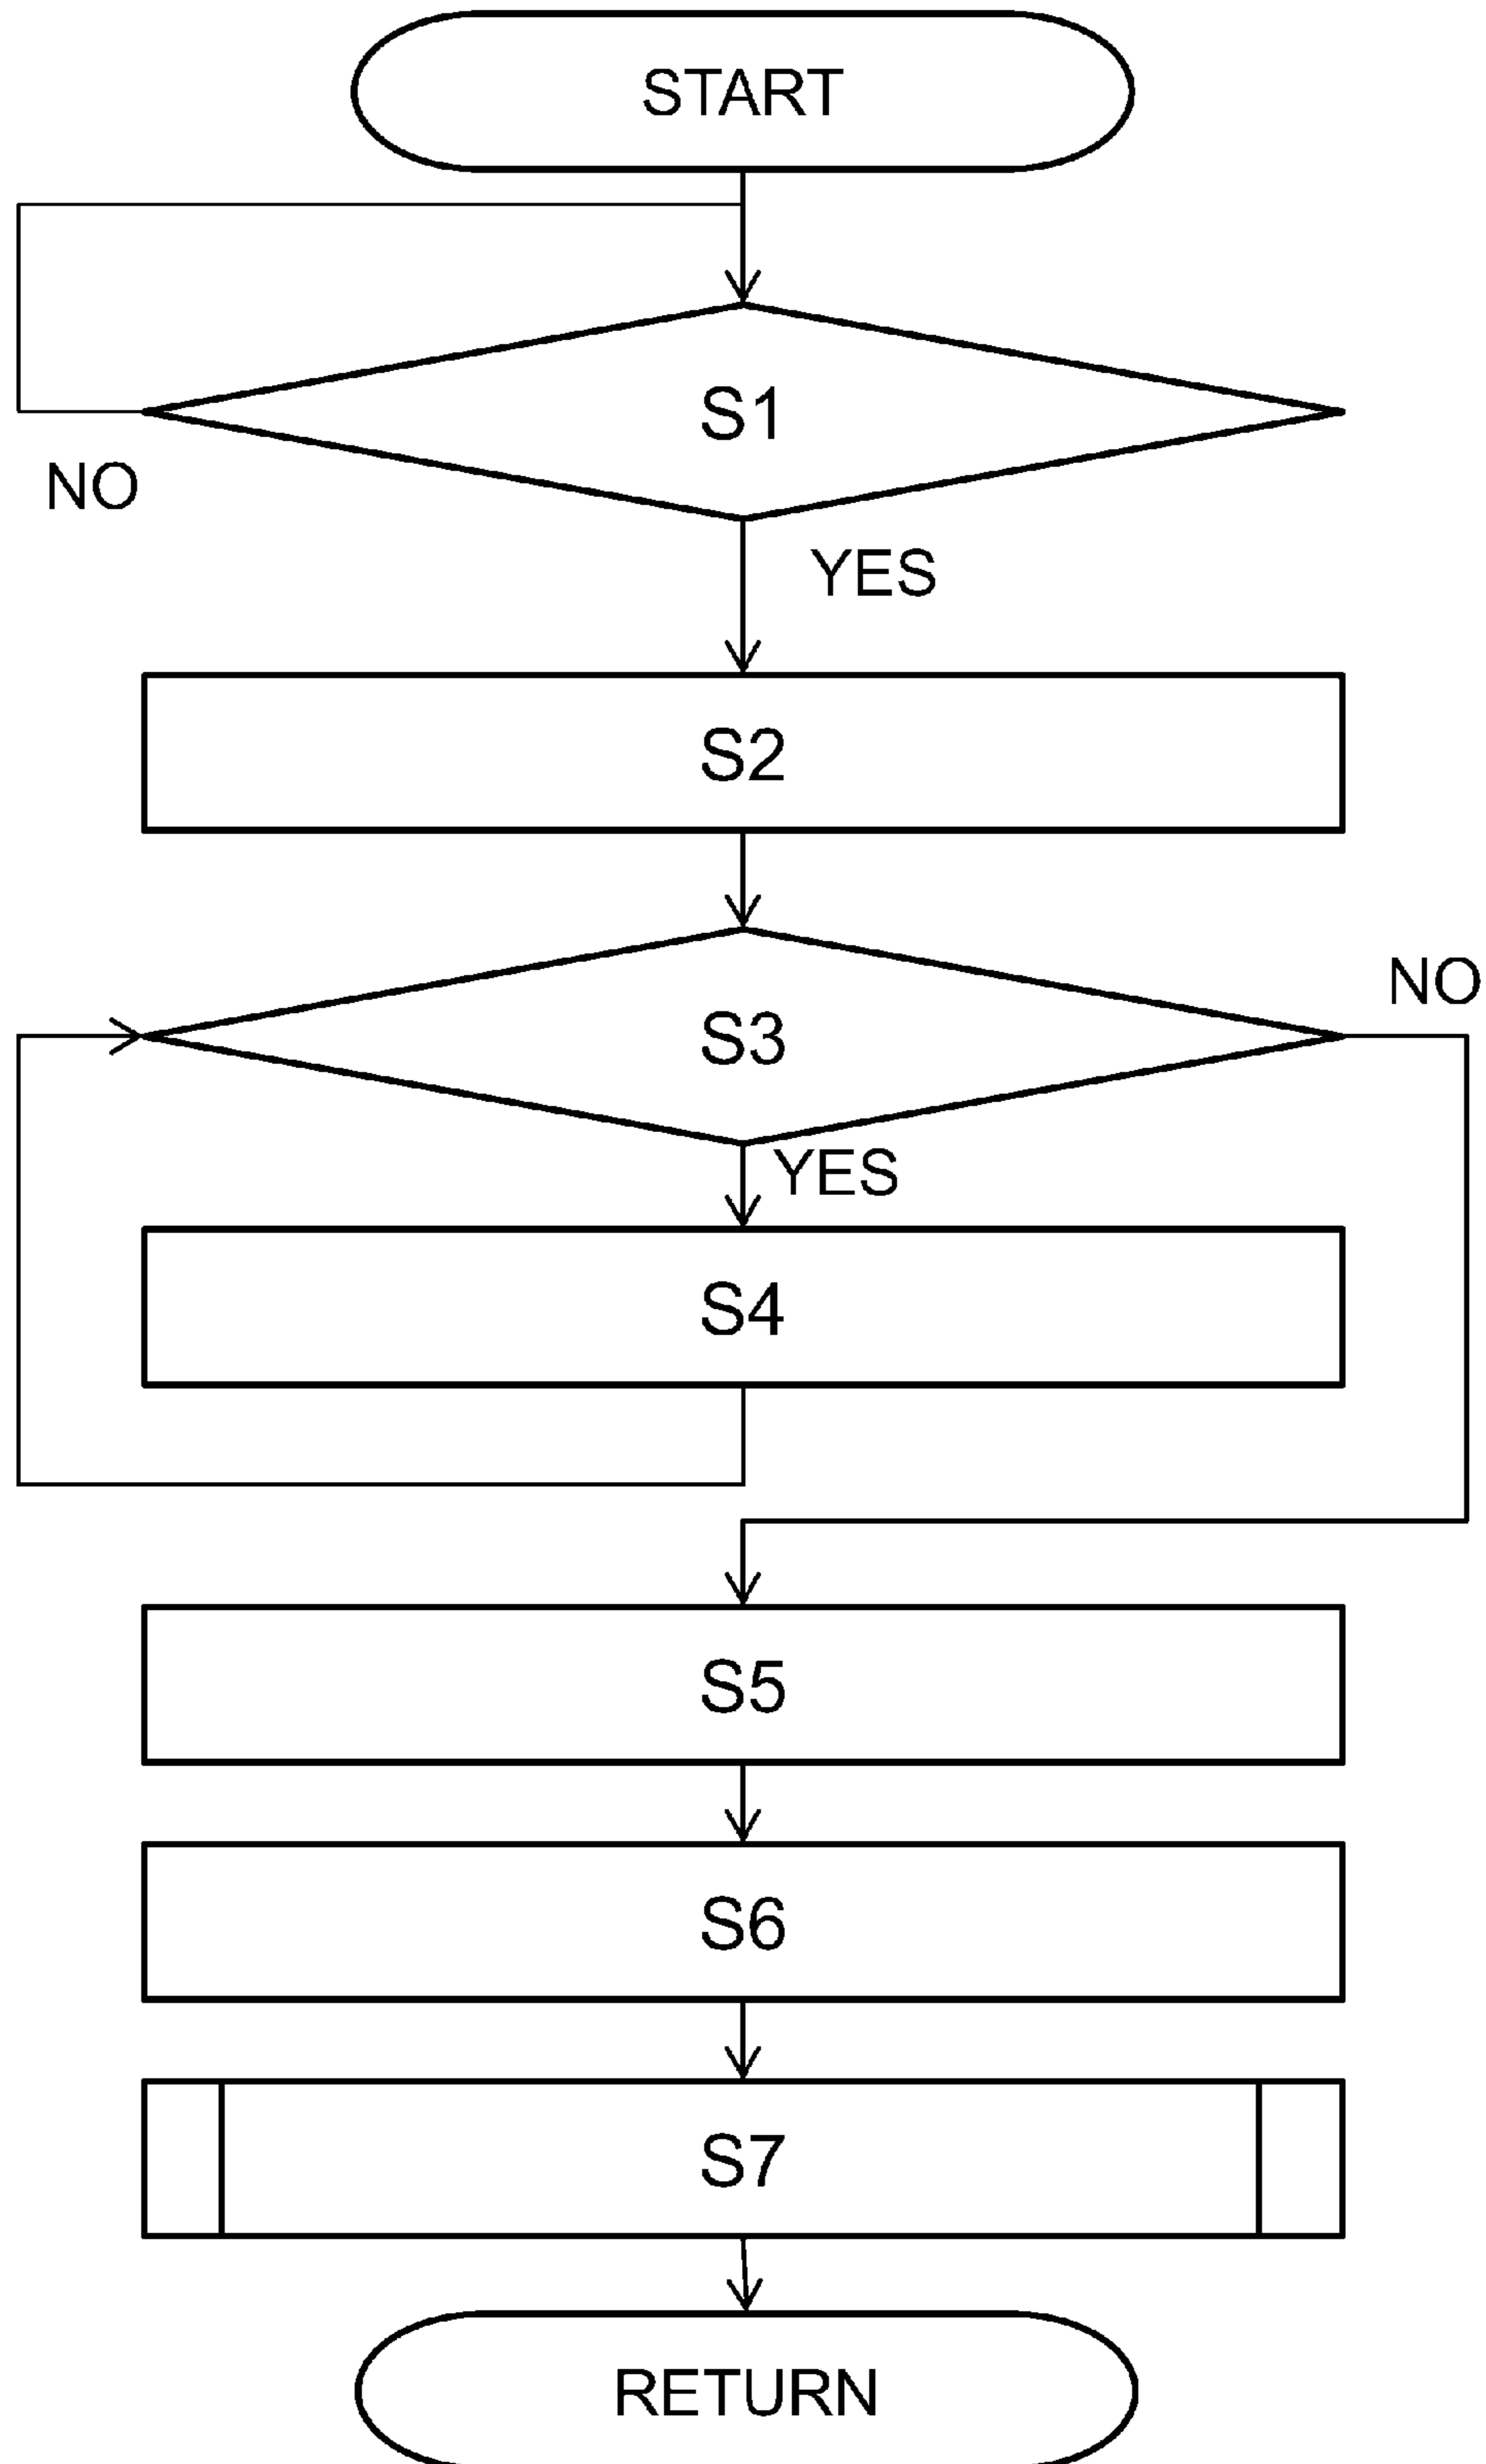 START
S1
NO
YES
S2
NO
S3
YES
S4
S5
S6
S7
RETURN